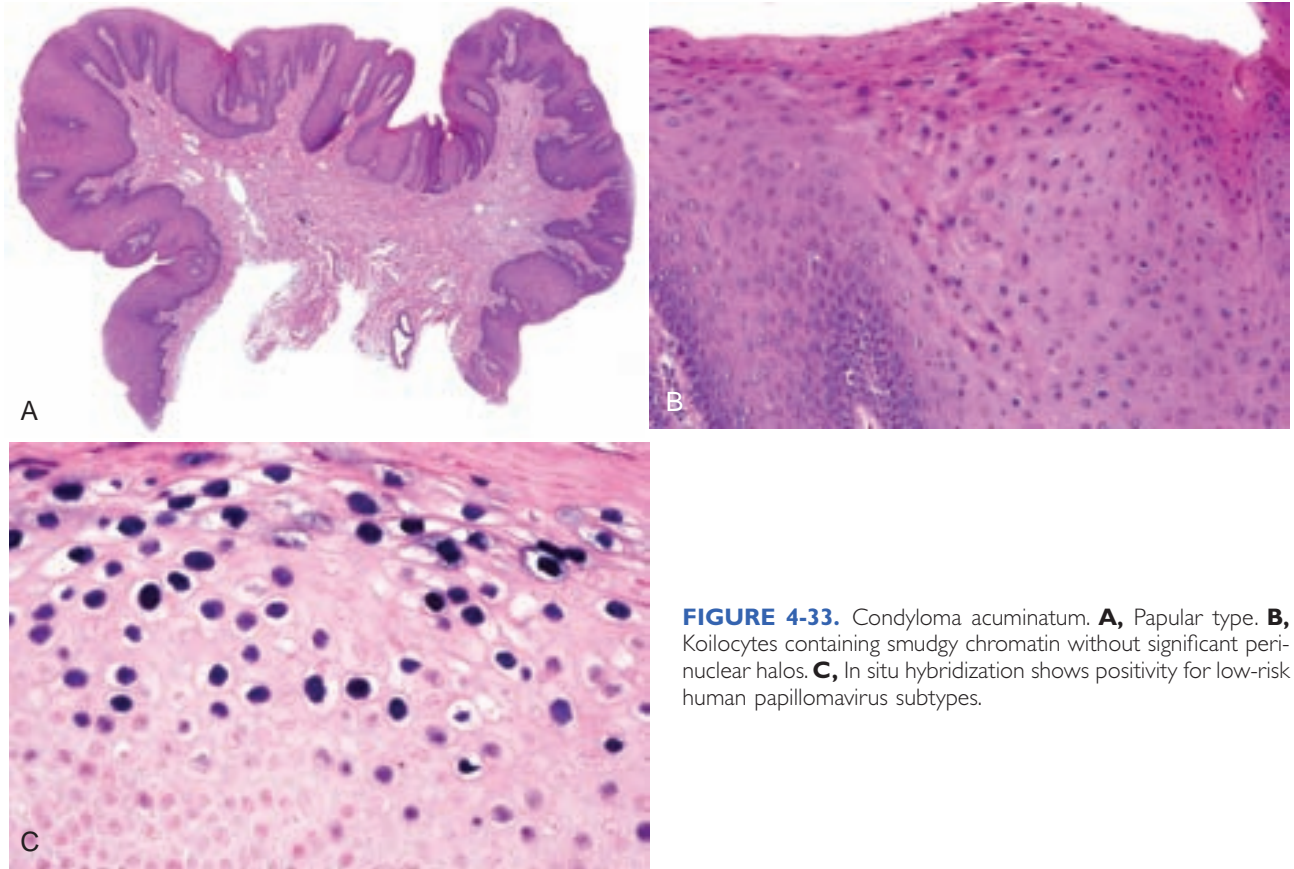 A
B
C
FIGURE 4-33. Condyloma acuminatum. A, Papular type. B,
Koilocytes containing smudgy chromatin without significant peri-
nuclear halos. C, In situ hybridization shows positivity for low-risk
human papillomavirus subtypes.